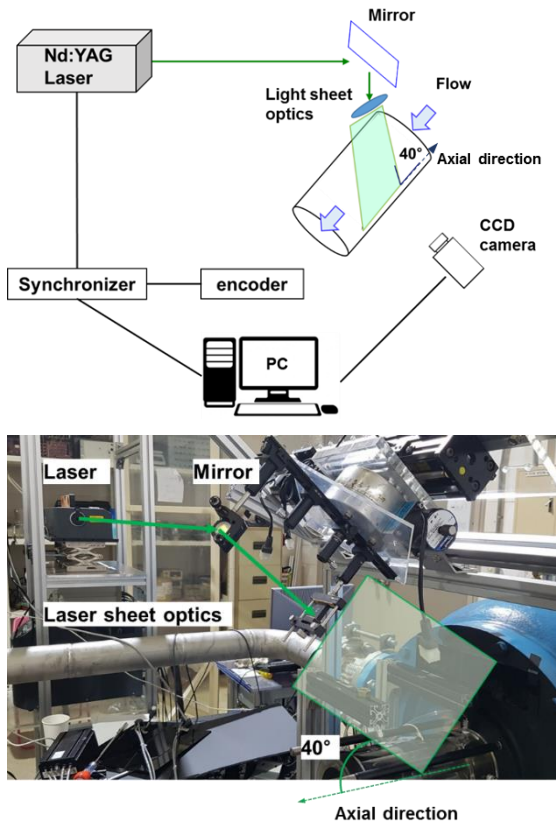 Mirror
Nd:YAG
Laser
Light sheet
optics
Flow
40°
Axial direction
CCD
camera
Synchronizer
encoder
PC
Laser
Mirror
Laser sheet optics
40°
Axial direction